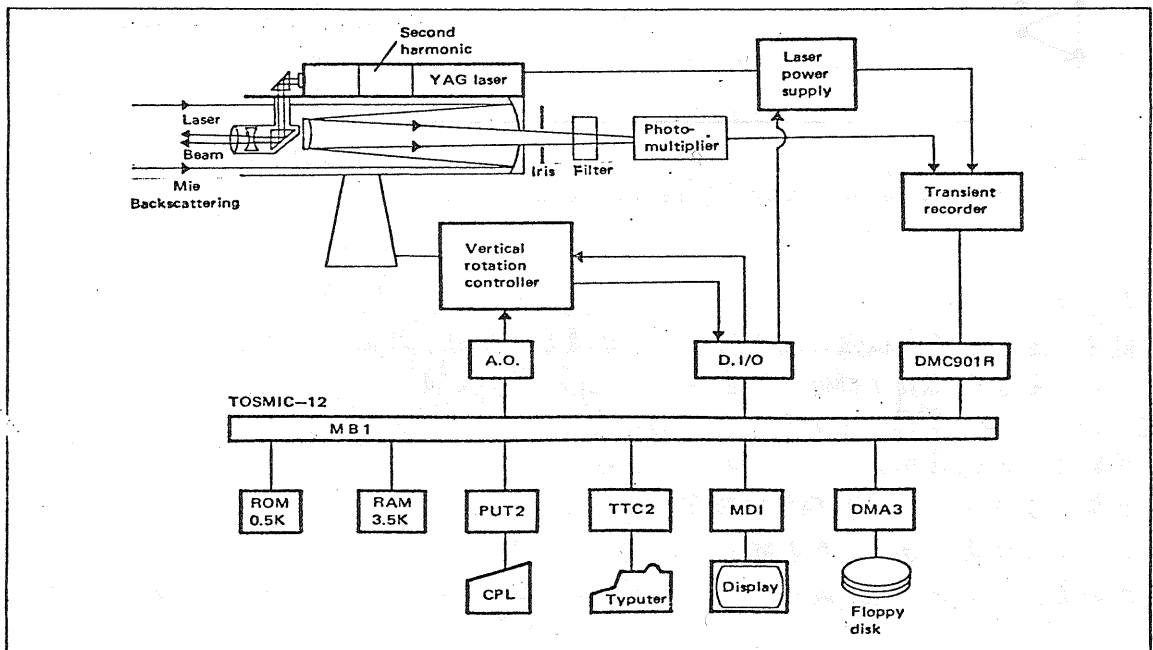 Second
harmonic
YAG laser
Laser
power
supply
Laser
Beam
Mie
Backscattering
Iris
Filter
Photo-
multiplier
Transient
recorder
Vertical
rotation
controller
A.O.
D.I/O
DMC901R
TOSMIC-12
MB1
ROM
0.5K
RAM
3.5K
PUT2
TTC2
MDI
DMA3
CPL
Typuter
Display
Floppy
disk